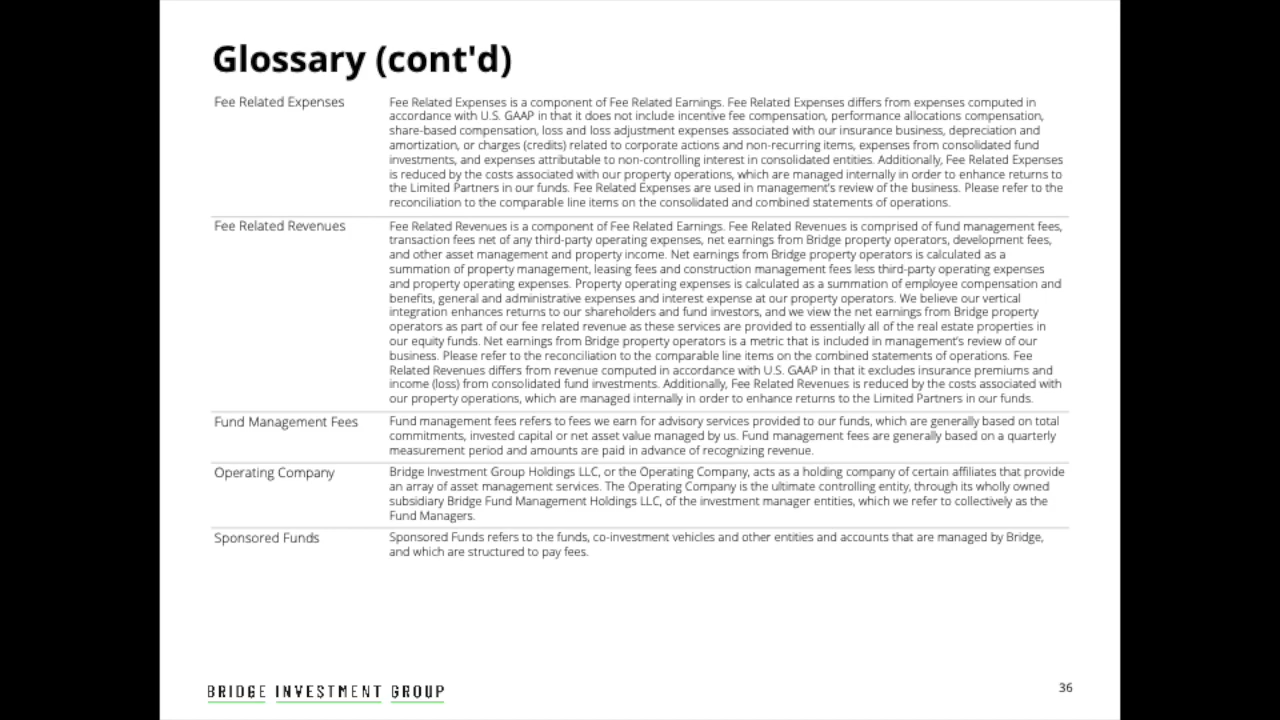 Glossary (cont'd)
Fee Related Expenses
Fee Related Expenses is a component of Fee Related Earnings. Fee Related Expenses differs from expenses computed in
accordance with U.S. GAAP in that it does not include incentive fee compensation, performance allocations compensation,
share-based compensation, loss and loss adjustment expenses associated with our insurance business, depreciation and
amortization, or charges (credits) related to corporate actions and non-recurring items, expenses from consolidated fund
investments, and expenses attributable to non-controlling interest in consolidated entities. Additionally, Fee Related Expenses
is reduced by the costs associated with our property operations, which are managed internally in order to enhance returns to
the Limited Partners in our funds. Fee Related Expenses are used in management's review of the business. Please refer to the
reconciliation to the comparable line items on the consolidated and combined statements of operations.
Fee Related Revenues
Fee Related Revenues is a component of Fee Related Earnings. Fee Related Revenues is comprised of fund management fees,
transaction fees net of any third-party operating expenses, net earnings from Bridge property operators, development fees,
and other asset management and property income. Net earnings from Bridge property operators is calculated as a
summation of property management, leasing fees and construction management fees less third-party operating expenses
and property operating expenses. Property operating expenses is calculated as a summation of employee compensation and
benefits, general and administrative expenses and interest expense at our property operators. We believe our vertical
integration enhances returns to our shareholders and fund investors, and we view the net earnings from Bridge property
operators as part of our fee related revenue as these services are provided to essentially all of the real estate properties in
our equity funds. Net earnings from Bridge property operators is a metric that is included in management's review of our
business. Please refer to the reconciliation to the comparable line items on the combined statements of operations. Fee
Related Revenues differs from revenue computed in accordance with U.S. GAAP in that it excludes insurance premiums and
income (loss) from consolidated fund investments. Additionally, Fee Related Revenues is reduced by the costs associated with
our property operations, which are managed internally in order to enhance returns to the Limited Partners in our funds.
Fund Management Fees
Fund management fees refers to fees we earn for advisory services provided to our funds, which are generally based on total
commitments, invested capital or net asset value managed by us. Fund management fees are generally based on a quarterly
measurement period and amounts are paid in advance of recognizing revenue.
Operating Company
Bridge Investment Group Holdings LLC, or the Operating Company, acts as a holding company of certain affiliates that provide
an array of asset management services. The Operating Company is the ultimate controlling entity, through its wholly owned
subsidiary Bridge Fund Management Holdings LLC, of the investment manager entities, which we refer to collectively as the
Fund Managers.
Sponsored Funds
Sponsored Funds refers to the funds, co-investment vehicles and other entities and accounts that are managed by Bridge,
and which are structured to pay fees.
BRIDGE INVESTMENT GROUP
36